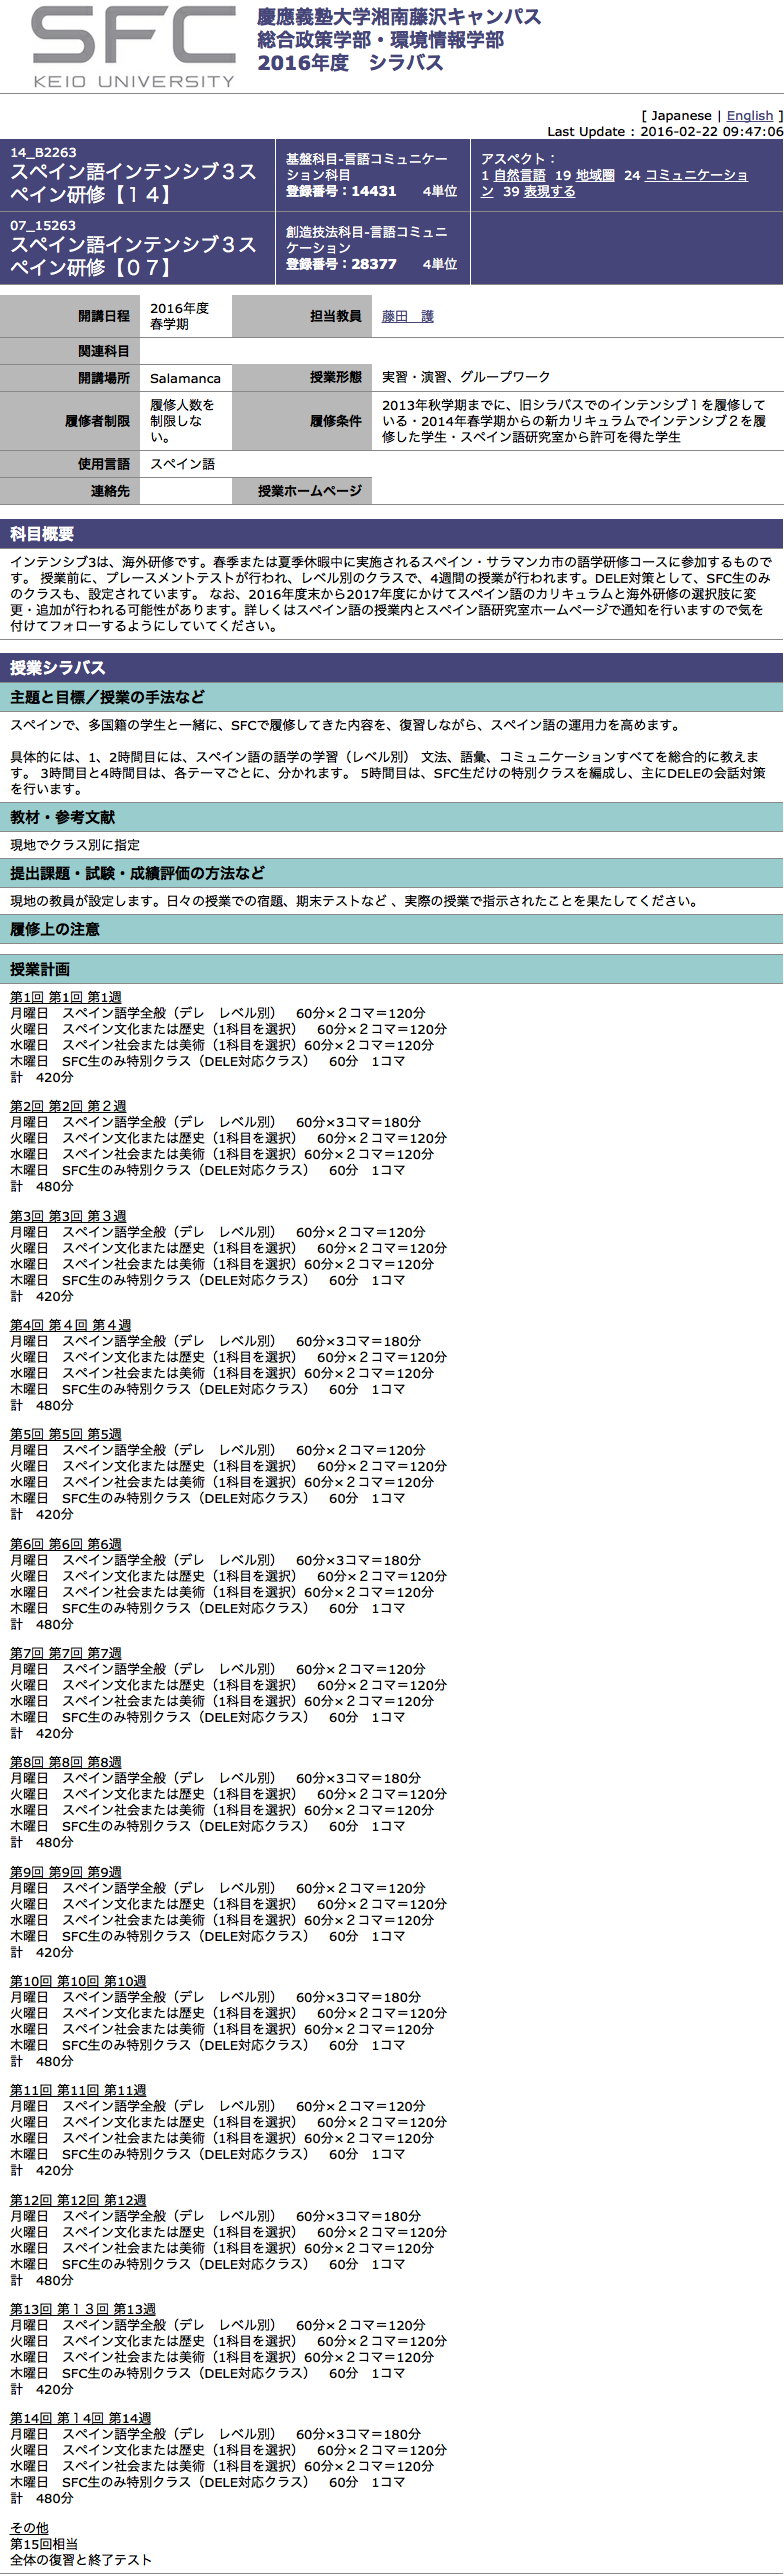 SFC
KEIO UNIVERSITY
慶應義塾大学湘南藤沢キャンパス
総合政策学部・環境情報学部
2016年度　シラバス
[ Japanese | English ]
Last Update : 2016-02-22 09:47:06
14_B2263
スペイン語インテンシブ３ス
ペイン研修【１４】
基盤科目-言語コミュニケー
ション科目
登録番号：14431　　4単位
アスペクト：
1 自然言語  19 地域圏  24 コミュニケーショ
ン  39 表現する
07_15263
スペイン語インテンシブ３ス
ペイン研修【０７】
創造技法科目-言語コミュニ
ケーション
登録番号：28377　　4単位
開講日程
2016年度
春学期
担当教員
藤田　護
関連科目
開講場所
Salamanca
授業形態
実習・演習、グループワーク
履修者制限
履修人数を
制限しな
い。
履修条件
2013年秋学期までに、旧シラバスでのインテンシブ１を履修して
いる・2014年春学期からの新カリキュラムでインテンシブ２を履
修した学生・スペイン語研究室から許可を得た学生
使用言語
スペイン語
連絡先
授業ホームページ
科目概要
インテンシブ3は、海外研修です。春季または夏季休暇中に実施されるスペイン・サラマンカ市の語学研修コースに参加するもので
す。 授業前に、プレースメントテストが行われ、レベル別のクラスで、4週間の授業が行われます。DELE対策として、SFC生のみ
のクラスも、設定されています。 なお、2016年度末から2017年度にかけてスペイン語のカリキュラムと海外研修の選択肢に変
更・追加が行われる可能性があります。詳しくはスペイン語の授業内とスペイン語研究室ホームページで通知を行いますので気を
付けてフォローするようにしていてください。
授業シラバス
主題と目標／授業の手法など
スペインで、多国籍の学生と一緒に、SFCで履修してきた内容を、復習しながら、スペイン語の運用力を高めます。
具体的には、1、2時間目には、スペイン語の語学の学習（レベル別） 文法、語彙、コミュニケーションすべてを総合的に教えま
す。 3時間目と4時間目は、各テーマごとに、分かれます。 5時間目は、SFC生だけの特別クラスを編成し、主にDELEの会話対策
を行います。
教材・参考文献
現地でクラス別に指定
提出課題・試験・成績評価の方法など
現地の教員が設定します。日々の授業での宿題、期末テストなど 、実際の授業で指示されたことを果たしてください。
履修上の注意
授業計画
第1回 第1回 第1週
月曜日　スペイン語学全般（デレ　レベル別）　60分×２コマ＝120分
火曜日　スペイン文化または歴史（1科目を選択）　60分×２コマ＝120分
水曜日　スペイン社会または美術（1科目を選択）60分×２コマ＝120分
木曜日　SFC生のみ特別クラス（DELE対応クラス）　60分　1コマ
計　420分
第2回 第2回 第２週
月曜日　スペイン語学全般（デレ　レベル別）　60分×3コマ＝180分
火曜日　スペイン文化または歴史（1科目を選択）　60分×２コマ＝120分
水曜日　スペイン社会または美術（1科目を選択）60分×２コマ＝120分
木曜日　SFC生のみ特別クラス（DELE対応クラス）　60分　1コマ
計　480分
第3回 第3回 第３週
月曜日　スペイン語学全般（デレ　レベル別）　60分×２コマ＝120分
火曜日　スペイン文化または歴史（1科目を選択）　60分×２コマ＝120分
水曜日　スペイン社会または美術（1科目を選択）60分×２コマ＝120分
木曜日　SFC生のみ特別クラス（DELE対応クラス）　60分　1コマ
計　420分
第4回 第４回 第４週
月曜日　スペイン語学全般（デレ　レベル別）　60分×3コマ＝180分
火曜日　スペイン文化または歴史（1科目を選択）　60分×２コマ＝120分
水曜日　スペイン社会または美術（1科目を選択）60分×２コマ＝120分
木曜日　SFC生のみ特別クラス（DELE対応クラス）　60分　1コマ
計　480分
第5回 第5回 第5週
月曜日　スペイン語学全般（デレ　レベル別）　60分×２コマ＝120分
火曜日　スペイン文化または歴史（1科目を選択）　60分×２コマ＝120分
水曜日　スペイン社会または美術（1科目を選択）60分×２コマ＝120分
木曜日　SFC生のみ特別クラス（DELE対応クラス）　60分　1コマ
計　420分
第6回 第6回 第6週
月曜日　スペイン語学全般（デレ　レベル別）　60分×3コマ＝180分
火曜日　スペイン文化または歴史（1科目を選択）　60分×２コマ＝120分
水曜日　スペイン社会または美術（1科目を選択）60分×２コマ＝120分
木曜日　SFC生のみ特別クラス（DELE対応クラス）　60分　1コマ
計　480分
第7回 第7回 第7週
月曜日　スペイン語学全般（デレ　レベル別）　60分×２コマ＝120分
火曜日　スペイン文化または歴史（1科目を選択）　60分×２コマ＝120分
水曜日　スペイン社会または美術（1科目を選択）60分×２コマ＝120分
木曜日　SFC生のみ特別クラス（DELE対応クラス）　60分　1コマ
計　420分
第8回 第8回 第8週
月曜日　スペイン語学全般（デレ　レベル別）　60分×3コマ＝180分
火曜日　スペイン文化または歴史（1科目を選択）　60分×２コマ＝120分
水曜日　スペイン社会または美術（1科目を選択）60分×２コマ＝120分
木曜日　SFC生のみ特別クラス（DELE対応クラス）　60分　1コマ
計　480分
第9回 第9回 第9週
月曜日　スペイン語学全般（デレ　レベル別）　60分×２コマ＝120分
火曜日　スペイン文化または歴史（1科目を選択）　60分×２コマ＝120分
水曜日　スペイン社会または美術（1科目を選択）60分×２コマ＝120分
木曜日　SFC生のみ特別クラス（DELE対応クラス）　60分　1コマ
計　420分
第10回 第10回 第10週
月曜日　スペイン語学全般（デレ　レベル別）　60分×3コマ＝180分
火曜日　スペイン文化または歴史（1科目を選択）　60分×２コマ＝120分
水曜日　スペイン社会または美術（1科目を選択）60分×２コマ＝120分
木曜日　SFC生のみ特別クラス（DELE対応クラス）　60分　1コマ
計　480分
第11回 第11回 第11週
月曜日　スペイン語学全般（デレ　レベル別）　60分×２コマ＝120分
火曜日　スペイン文化または歴史（1科目を選択）　60分×２コマ＝120分
水曜日　スペイン社会または美術（1科目を選択）60分×２コマ＝120分
木曜日　SFC生のみ特別クラス（DELE対応クラス）　60分　1コマ
計　420分
第12回 第12回 第12週
月曜日　スペイン語学全般（デレ　レベル別）　60分×3コマ＝180分
火曜日　スペイン文化または歴史（1科目を選択）　60分×２コマ＝120分
水曜日　スペイン社会または美術（1科目を選択）60分×２コマ＝120分
木曜日　SFC生のみ特別クラス（DELE対応クラス）　60分　1コマ
計　480分
第13回 第１３回 第13週
月曜日　スペイン語学全般（デレ　レベル別）　60分×２コマ＝120分
火曜日　スペイン文化または歴史（1科目を選択）　60分×２コマ＝120分
水曜日　スペイン社会または美術（1科目を選択）60分×２コマ＝120分
木曜日　SFC生のみ特別クラス（DELE対応クラス）　60分　1コマ
計　420分
第14回 第１4回 第14週
月曜日　スペイン語学全般（デレ　レベル別）　60分×3コマ＝180分
火曜日　スペイン文化または歴史（1科目を選択）　60分×２コマ＝120分
水曜日　スペイン社会または美術（1科目を選択）60分×２コマ＝120分
木曜日　SFC生のみ特別クラス（DELE対応クラス）　60分　1コマ
計　480分
その他
第15回相当
全体の復習と終了テスト